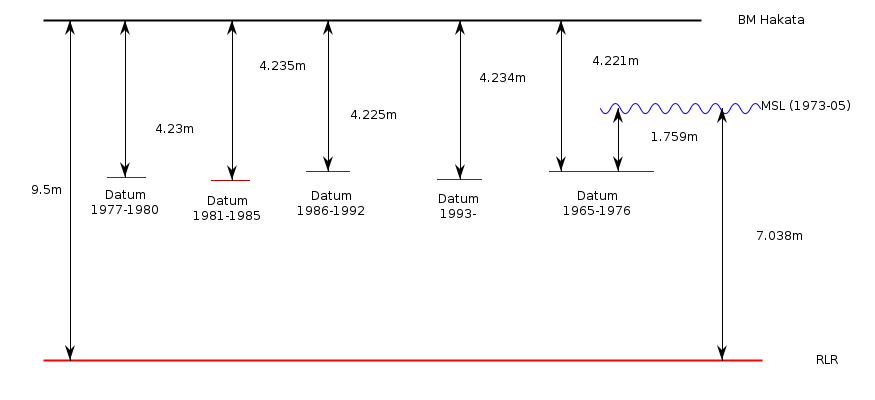 BM Hakata
4.221m
4.235m
4.234m
MSL (1973-05)
4.225m
4.23m
1.759m
9.5m
Datum
1977-1980
Datum
1981-1985
Datum
1986-1992
Datum
1993-
Datum
1965-1976
7.038m
RLR